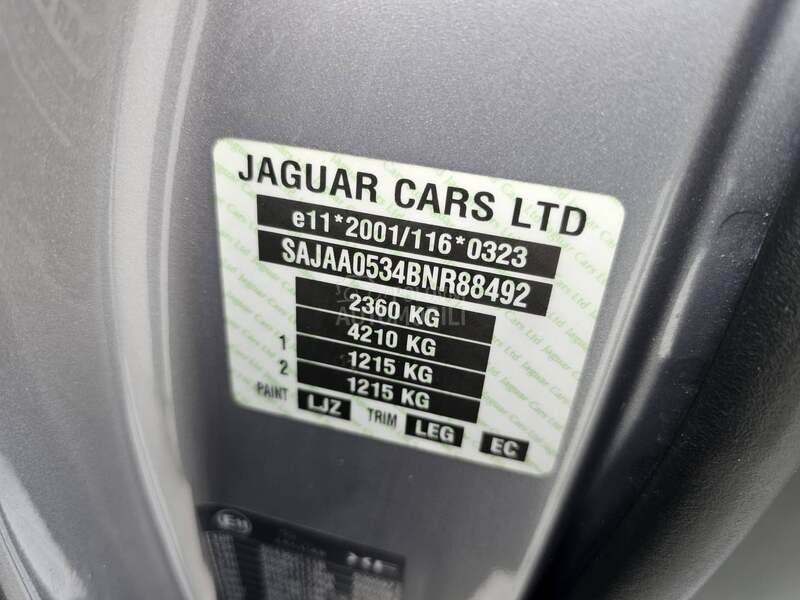 JAGUAR CARS LTD
e11*2001/116*0323
SAJAA0534BNR88492
2360 KG
4210 KG
1 1215 KG
2 1215 KG
PAINT LJZ TRIM LEG EC